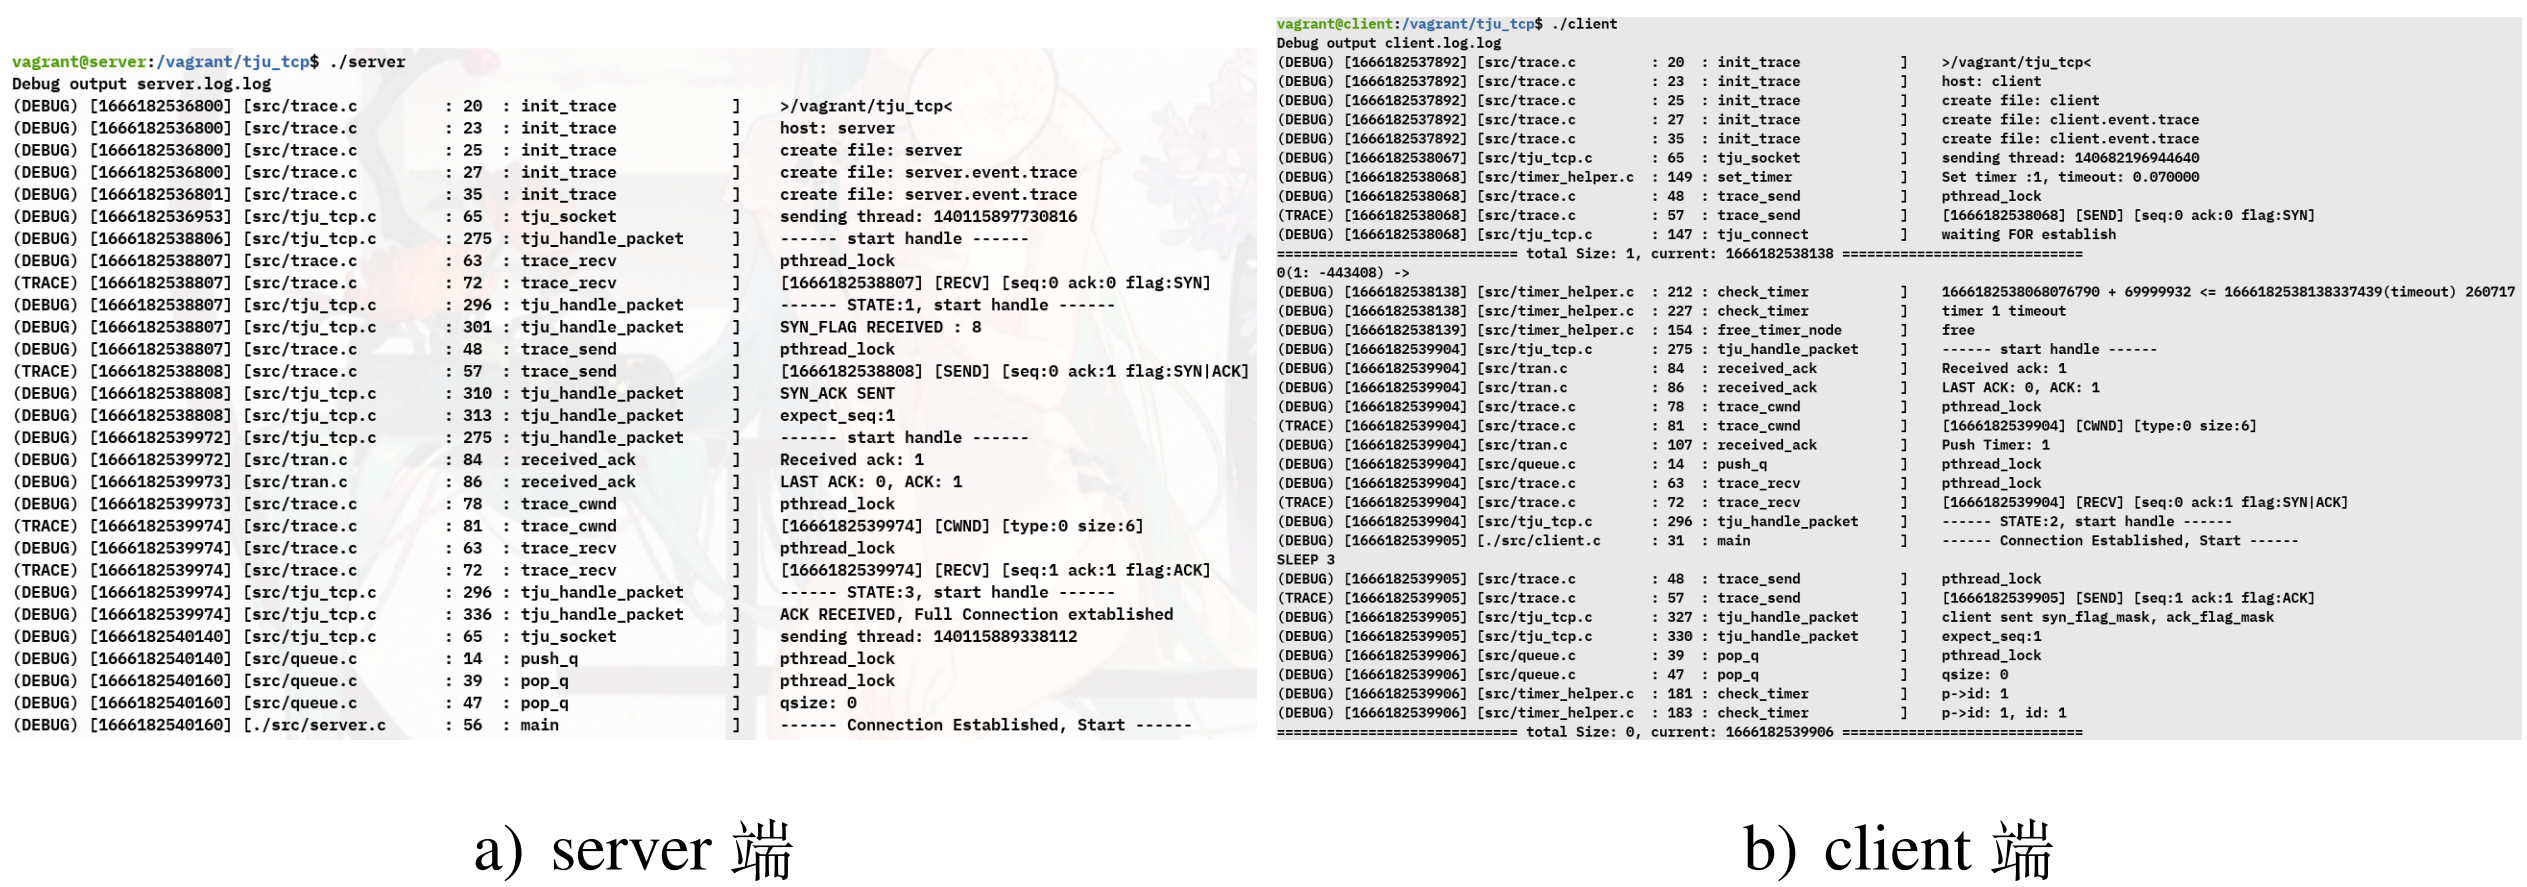 vagrant@server:/vagrant/tju_tcp$ ./server
Debug output server.log.log
(DEBUG) [1666182536800] [src/trace.c : 20 : init_trace ] >/vagrant/tju_tcp<
(DEBUG) [1666182536800] [src/trace.c : 23 : init_trace ] host: server
(DEBUG) [1666182536800] [src/trace.c : 25 : init_trace ] create file: server
(DEBUG) [1666182536800] [src/trace.c : 27 : init_trace ] create file: server.event.trace
(DEBUG) [1666182536801] [src/trace.c : 35 : init_trace ] create file: server.event.trace
(DEBUG) [1666182536953] [src/tju_tcp.c : 65 : tju_socket ] sending thread: 140115897730816
(DEBUG) [1666182538806] [src/tju_tcp.c : 275 : tju_handle_packet ] ------ start handle ------
(DEBUG) [1666182538807] [src/trace.c : 63 : trace_recv ] pthread_lock
(TRACE) [1666182538807] [src/trace.c : 72 : trace_recv ] [1666182538807] [RECV] [seq:0 ack:0 flag:SYN]
(DEBUG) [1666182538807] [src/tju_tcp.c : 296 : tju_handle_packet ] ------ STATE:1, start handle ------
(DEBUG) [1666182538807] [src/tju_tcp.c : 301 : tju_handle_packet ] SYN_FLAG RECEIVED : 8
(DEBUG) [1666182538807] [src/trace.c : 48 : trace_send ] pthread_lock
(TRACE) [1666182538808] [src/trace.c : 57 : trace_send ] [1666182538808] [SEND] [seq:0 ack:1 flag:SYN|ACK]
(DEBUG) [1666182538808] [src/tju_tcp.c : 310 : tju_handle_packet ] SYN_ACK SENT
(DEBUG) [1666182538808] [src/tju_tcp.c : 313 : tju_handle_packet ] expect_seq:1
(DEBUG) [1666182539972] [src/tju_tcp.c : 275 : tju_handle_packet ] ------ start handle ------
(DEBUG) [1666182539972] [src/tran.c : 84 : received_ack ] Received ack: 1
(DEBUG) [1666182539973] [src/tran.c : 86 : received_ack ] LAST ACK: 0, ACK: 1
(DEBUG) [1666182539973] [src/trace.c : 78 : trace_cwnd ] pthread_lock
(TRACE) [1666182539974] [src/trace.c : 81 : trace_cwnd ] [1666182539974] [CWND] [type:0 size:6]
(DEBUG) [1666182539974] [src/trace.c : 63 : trace_recv ] pthread_lock
(TRACE) [1666182539974] [src/trace.c : 72 : trace_recv ] [1666182539974] [RECV] [seq:1 ack:1 flag:ACK]
(DEBUG) [1666182539974] [src/tju_tcp.c : 296 : tju_handle_packet ] ------ STATE:3, start handle ------
(DEBUG) [1666182539974] [src/tju_tcp.c : 336 : tju_handle_packet ] ACK RECEIVED, Full Connection extablished
(DEBUG) [1666182540140] [src/tju_tcp.c : 65 : tju_socket ] sending thread: 140115889338112
(DEBUG) [1666182540140] [src/queue.c : 14 : push_q ] pthread_lock
(DEBUG) [1666182540160] [src/queue.c : 39 : pop_q ] pthread_lock
(DEBUG) [1666182540160] [src/queue.c : 47 : pop_q ] qsize: 0
(DEBUG) [1666182540160] [./src/server.c : 56 : main ] ------ Connection Established, Start ------
a) server 端
vagrant@client:/vagrant/tju_tcp$ ./client
Debug output client.log.log
(DEBUG) [1666182537892] [src/trace.c : 20 : init_trace ] >/vagrant/tju_tcp<
(DEBUG) [1666182537892] [src/trace.c : 23 : init_trace ] host: client
(DEBUG) [1666182537892] [src/trace.c : 25 : init_trace ] create file: client
(DEBUG) [1666182537892] [src/trace.c : 27 : init_trace ] create file: client.event.trace
(DEBUG) [1666182537892] [src/trace.c : 35 : init_trace ] create file: client.event.trace
(DEBUG) [1666182538067] [src/tju_tcp.c : 65 : tju_socket ] sending thread: 140682196944640
(DEBUG) [1666182538068] [src/timer_helper.c : 149 : set_timer ] Set timer :1, timeout: 0.070000
(DEBUG) [1666182538068] [src/trace.c : 48 : trace_send ] pthread_lock
(TRACE) [1666182538068] [src/trace.c : 57 : trace_send ] [1666182538068] [SEND] [seq:0 ack:0 flag:SYN]
(DEBUG) [1666182538068] [src/tju_tcp.c : 147 : tju_connect ] waiting FOR establish
============================= total Size: 1, current: 1666182538138 =============================
0(1: -443408) ->
(DEBUG) [1666182538138] [src/timer_helper.c : 212 : check_timer ] 1666182538068076790 + 69999932 <= 1666182538138337439(timeout) 260717
(DEBUG) [1666182538138] [src/timer_helper.c : 227 : check_timer ] timer 1 timeout
(DEBUG) [1666182538139] [src/timer_helper.c : 154 : free_timer_node ] free
(DEBUG) [1666182539904] [src/tju_tcp.c : 275 : tju_handle_packet ] ------ start handle ------
(DEBUG) [1666182539904] [src/tran.c : 84 : received_ack ] Received ack: 1
(DEBUG) [1666182539904] [src/tran.c : 86 : received_ack ] LAST ACK: 0, ACK: 1
(DEBUG) [1666182539904] [src/trace.c : 78 : trace_cwnd ] pthread_lock
(TRACE) [1666182539904] [src/trace.c : 81 : trace_cwnd ] [1666182539904] [CWND] [type:0 size:6]
(DEBUG) [1666182539904] [src/tran.c : 107 : received_ack ] Push Timer: 1
(DEBUG) [1666182539904] [src/queue.c : 14 : push_q ] pthread_lock
(DEBUG) [1666182539904] [src/trace.c : 63 : trace_recv ] pthread_lock
(TRACE) [1666182539904] [src/trace.c : 72 : trace_recv ] [1666182539904] [RECV] [seq:0 ack:1 flag:SYN|ACK]
(DEBUG) [1666182539904] [src/tju_tcp.c : 296 : tju_handle_packet ] ------ STATE:2, start handle ------
(DEBUG) [1666182539905] [./src/client.c : 31 : main ] ------ Connection Established, Start ------
SLEEP 3
(DEBUG) [1666182539905] [src/trace.c : 48 : trace_send ] pthread_lock
(TRACE) [1666182539905] [src/trace.c : 57 : trace_send ] [1666182539905] [SEND] [seq:1 ack:1 flag:ACK]
(DEBUG) [1666182539905] [src/tju_tcp.c : 327 : tju_handle_packet ] client sent syn_flag_mask, ack_flag_mask
(DEBUG) [1666182539905] [src/tju_tcp.c : 330 : tju_handle_packet ] expect_seq:1
(DEBUG) [1666182539906] [src/queue.c : 39 : pop_q ] pthread_lock
(DEBUG) [1666182539906] [src/queue.c : 47 : pop_q ] qsize: 0
(DEBUG) [1666182539906] [src/timer_helper.c : 181 : check_timer ] p->id: 1
(DEBUG) [1666182539906] [src/timer_helper.c : 183 : check_timer ] p->id: 1, id: 1
============================= total Size: 0, current: 1666182539906 =============================
b) client 端